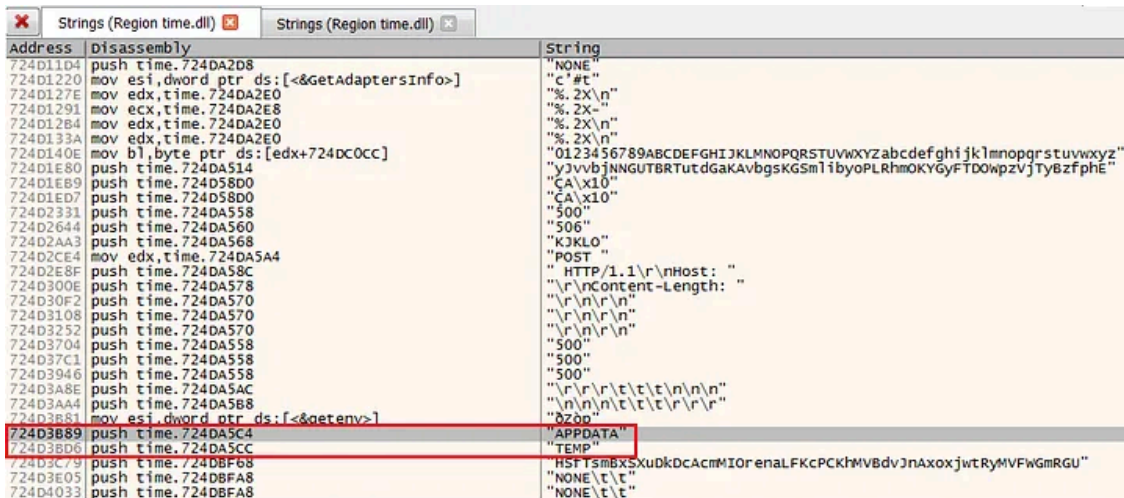 Strings (Region time.dll) Strings (Region time.dll)
Address Disassembly String
724D11D4 push time.724DA2D8 "NONE"
724D1220 mov esi,dword ptr ds:[<&GetAdaptersInfo>] "c'#t"
724D127E mov edx,time.724DA2E0 "%.2X\n"
724D1291 mov ecx,time.724DA2E8 "%.2X-"
724D12B4 mov edx,time.724DA2E0 "%.2X\n"
724D133A mov edx,time.724DA2E0 "%.2X\n"
724D140E mov bl,byte ptr ds:[edx+724DC0CC] "0123456789ABCDEFGHIJKLMNOPQRSTUVWXYZabcdefghijklmnopqrstuvwxyz"
724D1E80 push time.724DA514 "yJvvbjNNGUTBRTutdGaKAvbgsKGSmlibyoPLRhmOKYGyFTDOWpzVjTyBzfphE"
724D1EB9 push time.724D58D0 "ÇA\x10"
724D1ED7 push time.724D58D0 "ÇA\x10"
724D2331 push time.724DA558 "500"
724D2644 push time.724DA560 "506"
724D2AA3 push time.724DA568 "KJKLO"
724D2CE4 mov edx,time.724DA5A4 "POST "
724D2E8F push time.724DA58C " HTTP/1.1\r\nHost: "
724D300E push time.724DA578 "\r\nContent-Length: "
724D30F2 push time.724DA570 "\r\n\r\n"
724D3108 push time.724DA570 "\r\n\r\n"
724D3252 push time.724DA570 "\r\n\r\n"
724D3704 push time.724DA558 "500"
724D37C1 push time.724DA558 "500"
724D3946 push time.724DA558 "500"
724D3A8E push time.724DA5AC "\r\r\r\t\t\t\n\n\n"
724D3AA4 push time.724DA5B8 "\n\n\n\t\t\t\r\r\r"
724D3B81 mov esi,dword ptr ds:[<&getenv>] "ðZòp"
724D3B89 push time.724DA5C4 "APPDATA"
724D3BD6 push time.724DA5CC "TEMP"
724D3C79 push time.724DBF68 "HSfTsmBxSXuDkDcAcmMIOrenaLFKcPCKhMVBdvJnAxoxjwtRyMVFWGmRGU"
724D3E05 push time.724DBFA8 "NONE\t\t"
724D4033 push time.724DBFA8 "NONE\t\t"